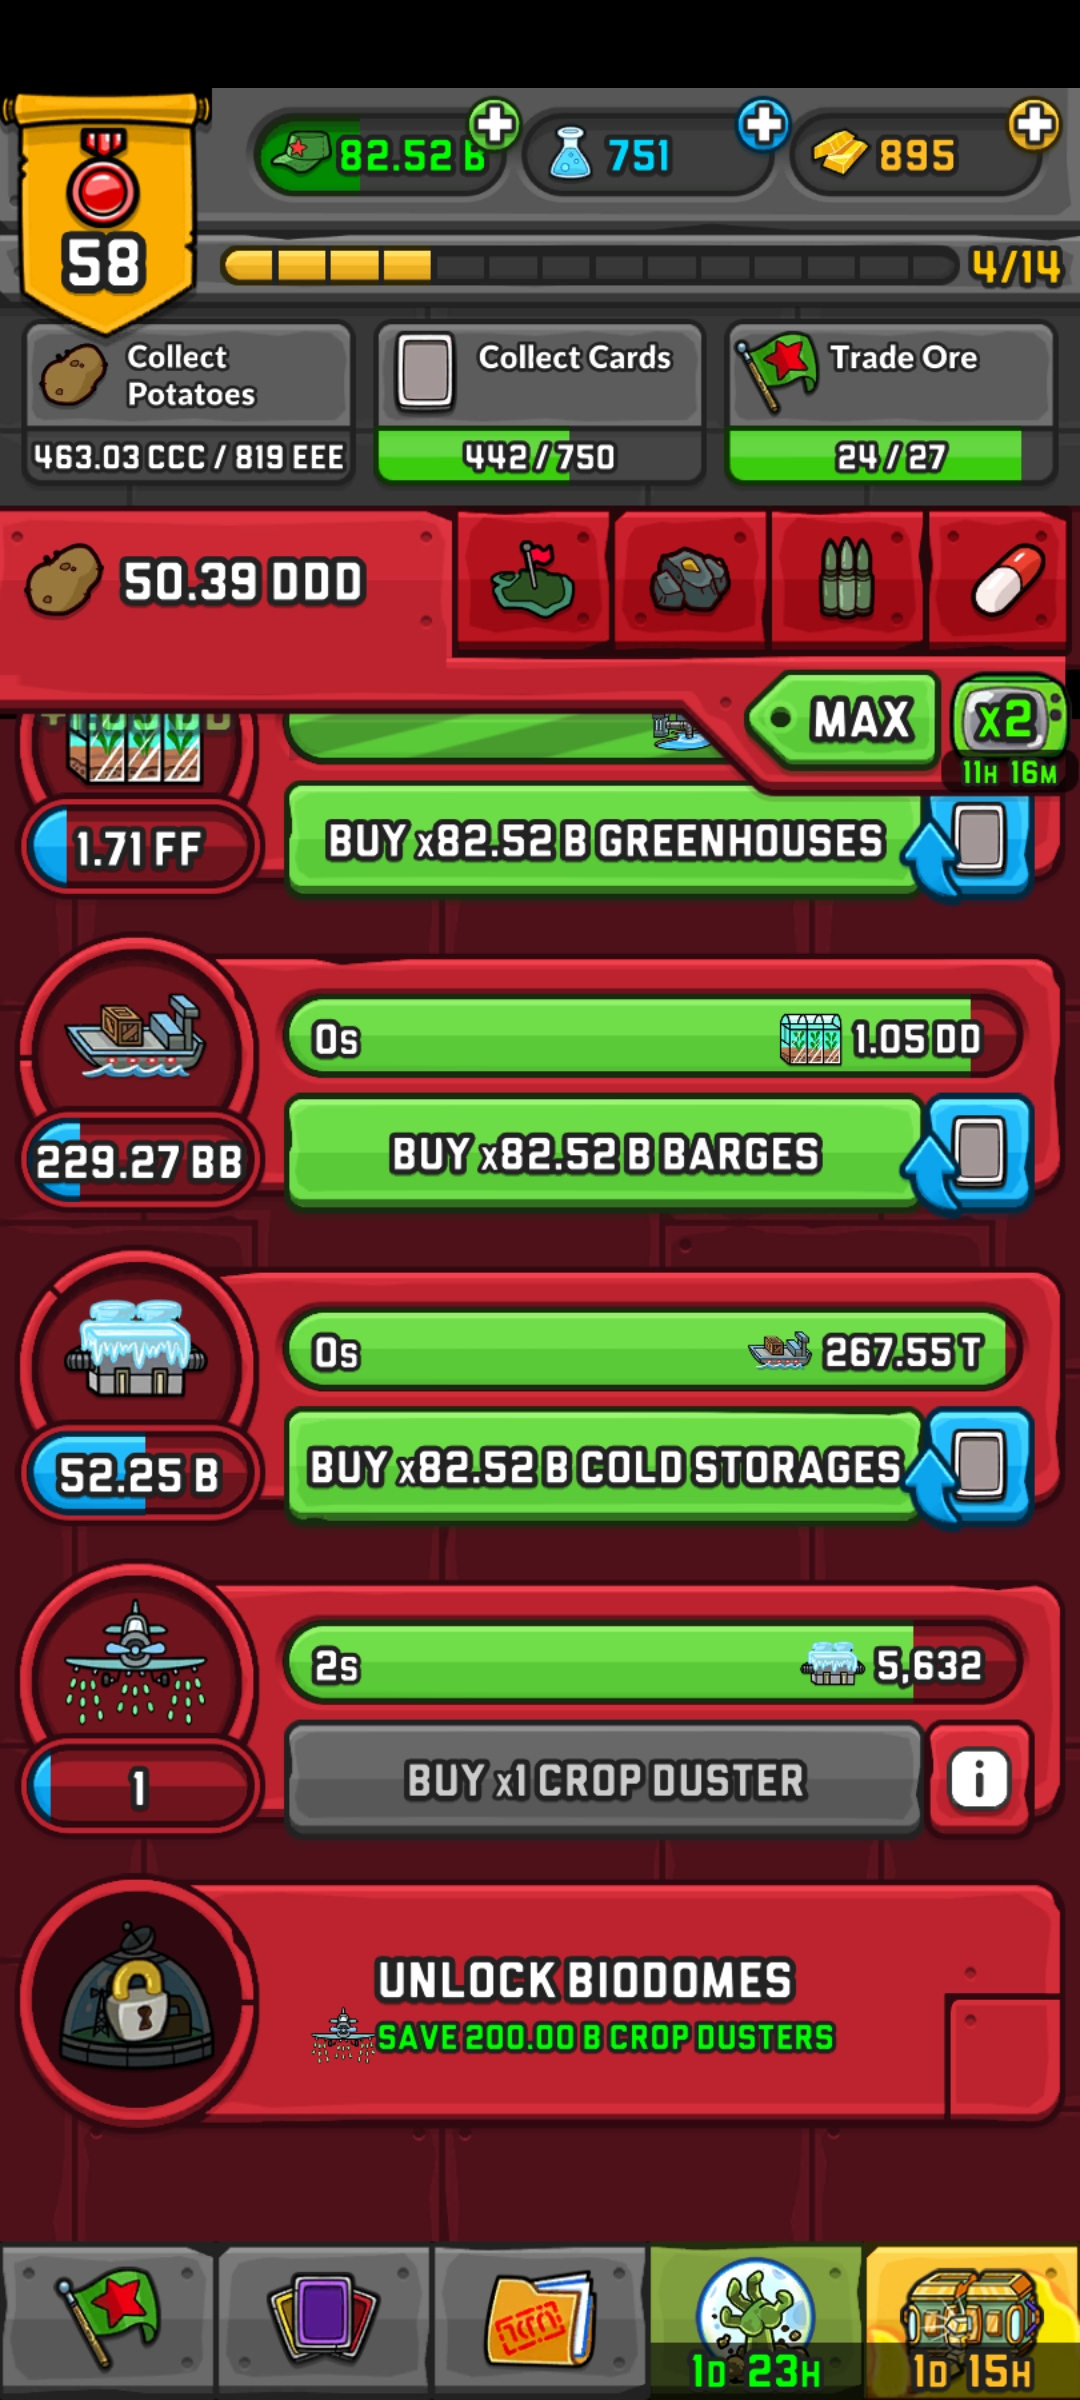 58
82.52 B
751
895
4/14
Collect
Potatoes
463.03 CCC / 819 EEE
Collect Cards
442/750
Trade Ore
24/27
50.39 DDD
MAX
x2
11H 16M
1.71 FF
BUY x82.52 B GREENHOUSES
0s
1.05 DD
229.27 BB
BUY x82.52 B BARGES
0s
267.55 T
52.25 B
BUY x82.52 B COLD STORAGES
2s
5,632
1
BUY x1 CROP DUSTER
i
UNLOCK BIODOMES
SAVE 200.00 B CROP DUSTERS
1D 23H
1D 15H